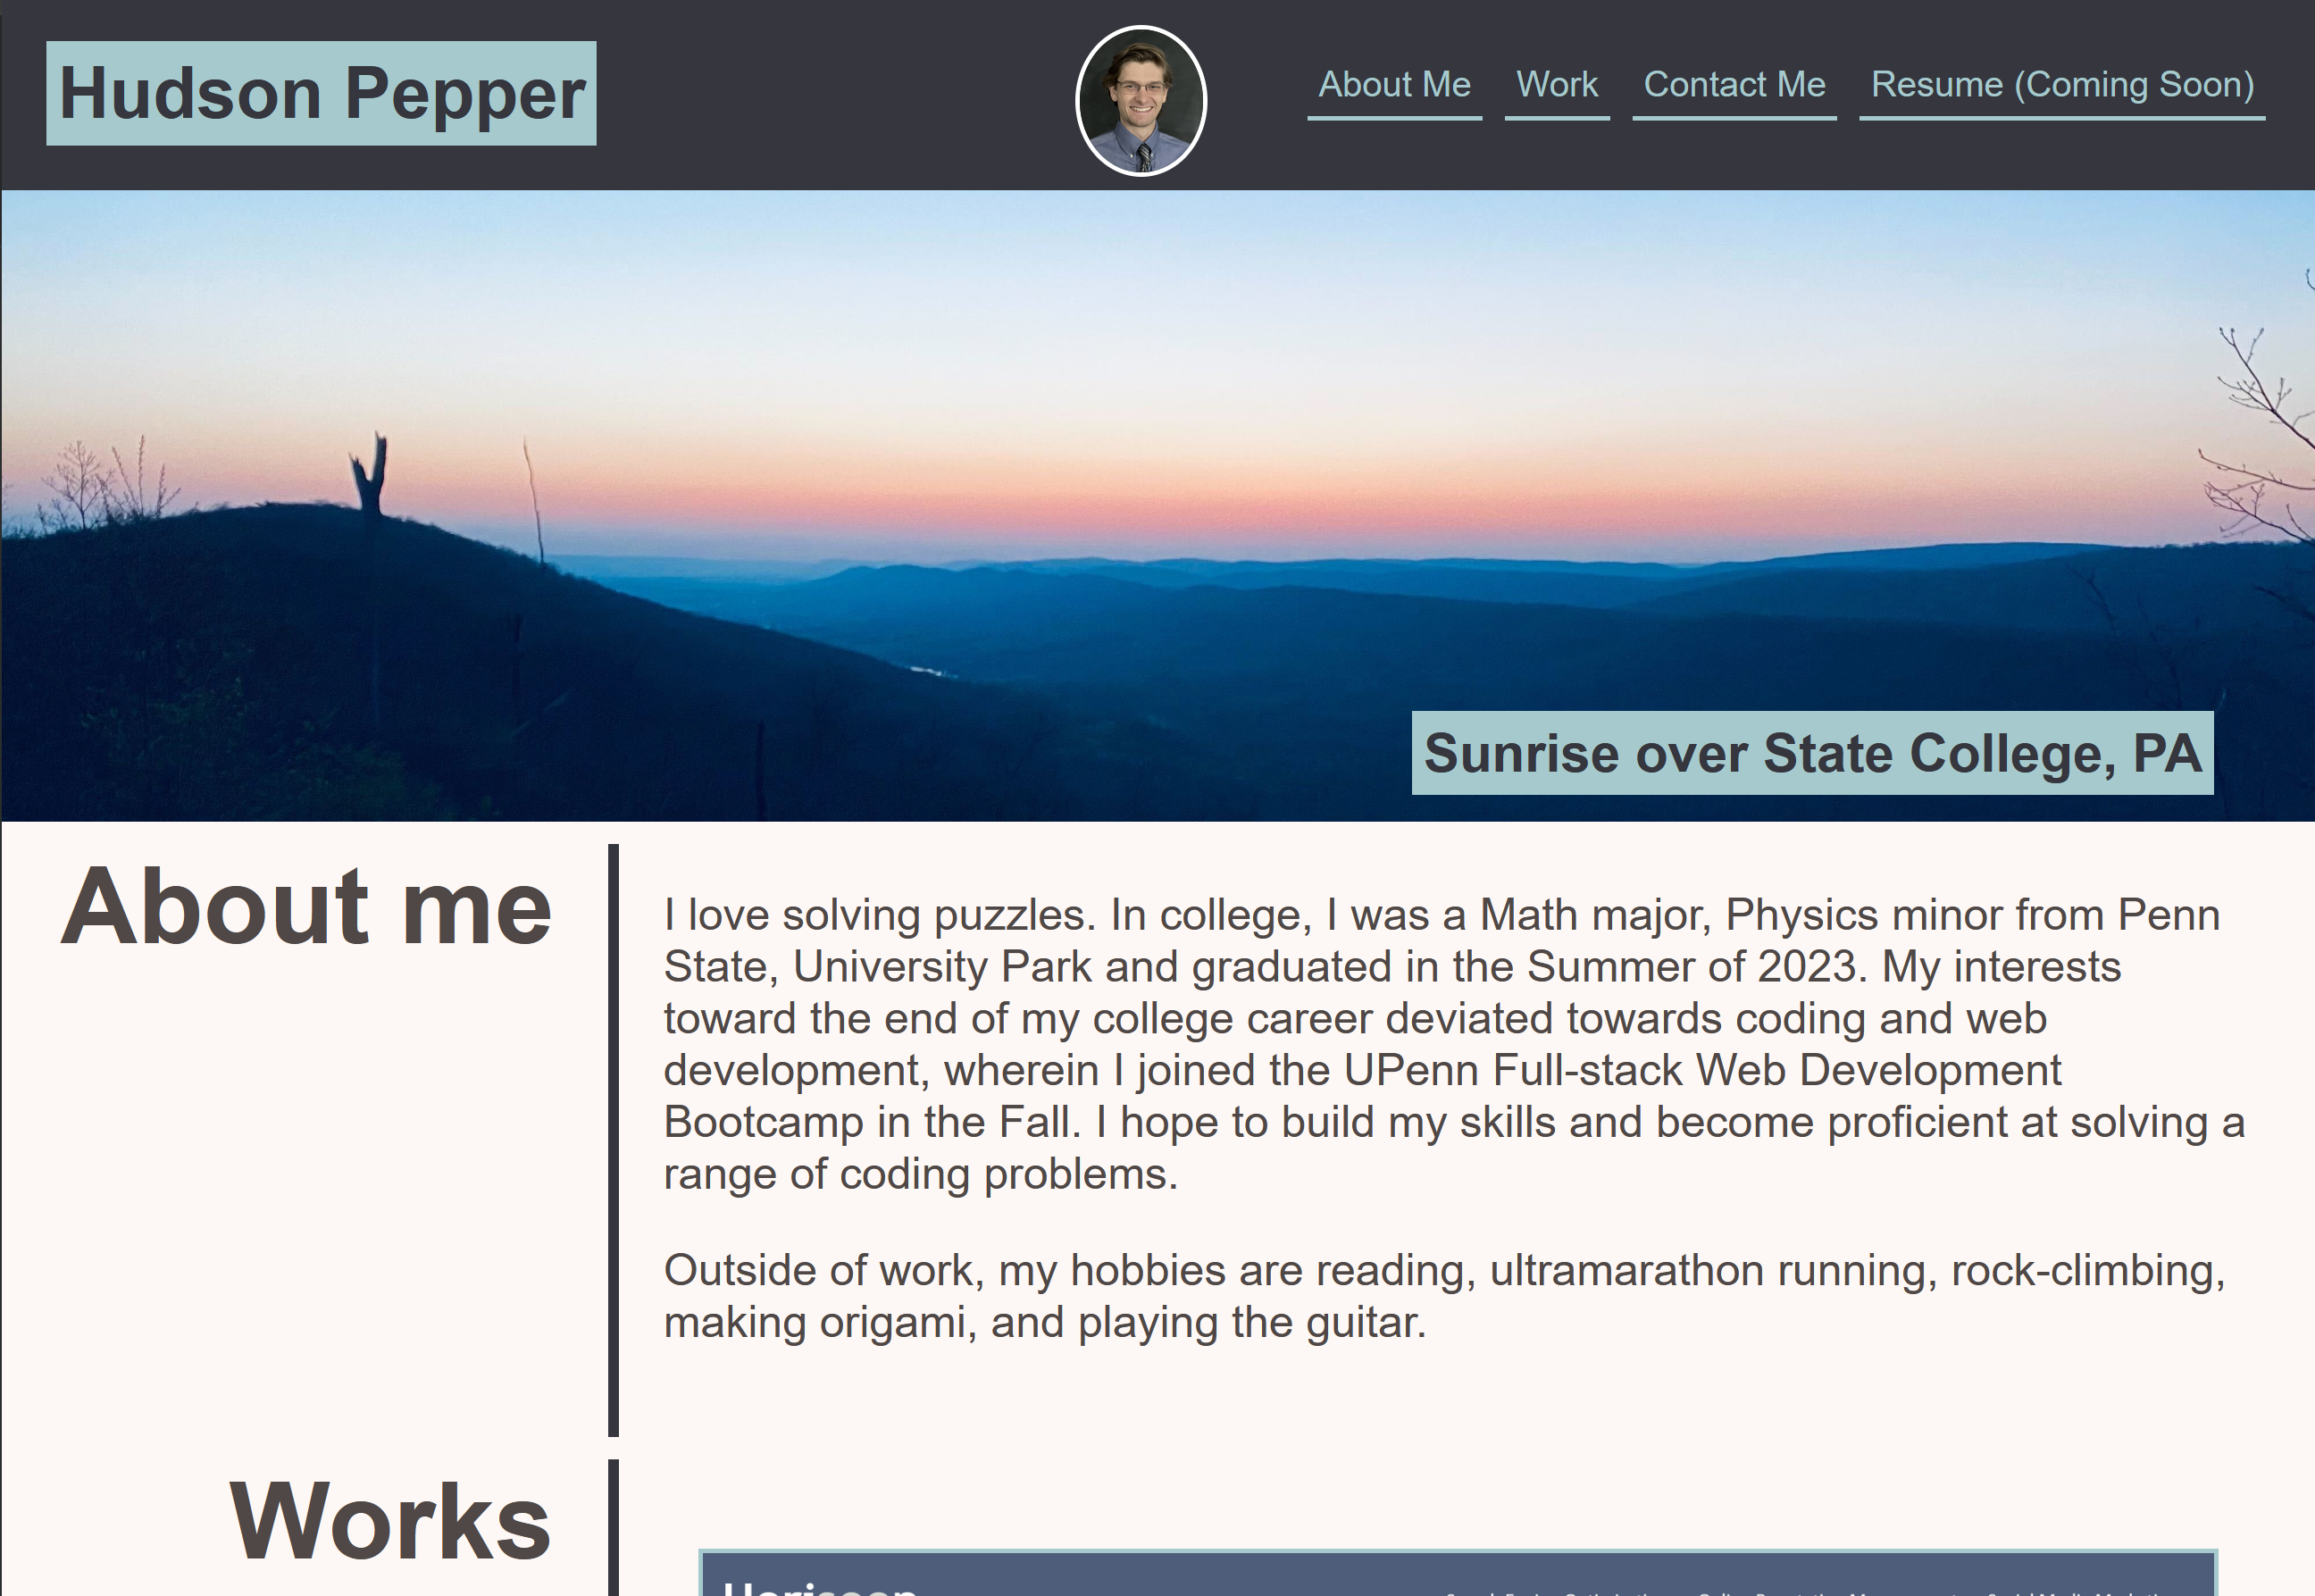 Hudson Pepper
About Me
Work
Contact Me
Resume (Coming Soon)
Sunrise over State College, PA
About me
I love solving puzzles. In college, I was a Math major, Physics minor from Penn
State, University Park and graduated in the Summer of 2023. My interests
toward the end of my college career deviated towards coding and web
development, wherein I joined the UPenn Full-stack Web Development
Bootcamp in the Fall. I hope to build my skills and become proficient at solving a
range of coding problems.
Outside of work, my hobbies are reading, ultramarathon running, rock-climbing,
making origami, and playing the guitar.
Works